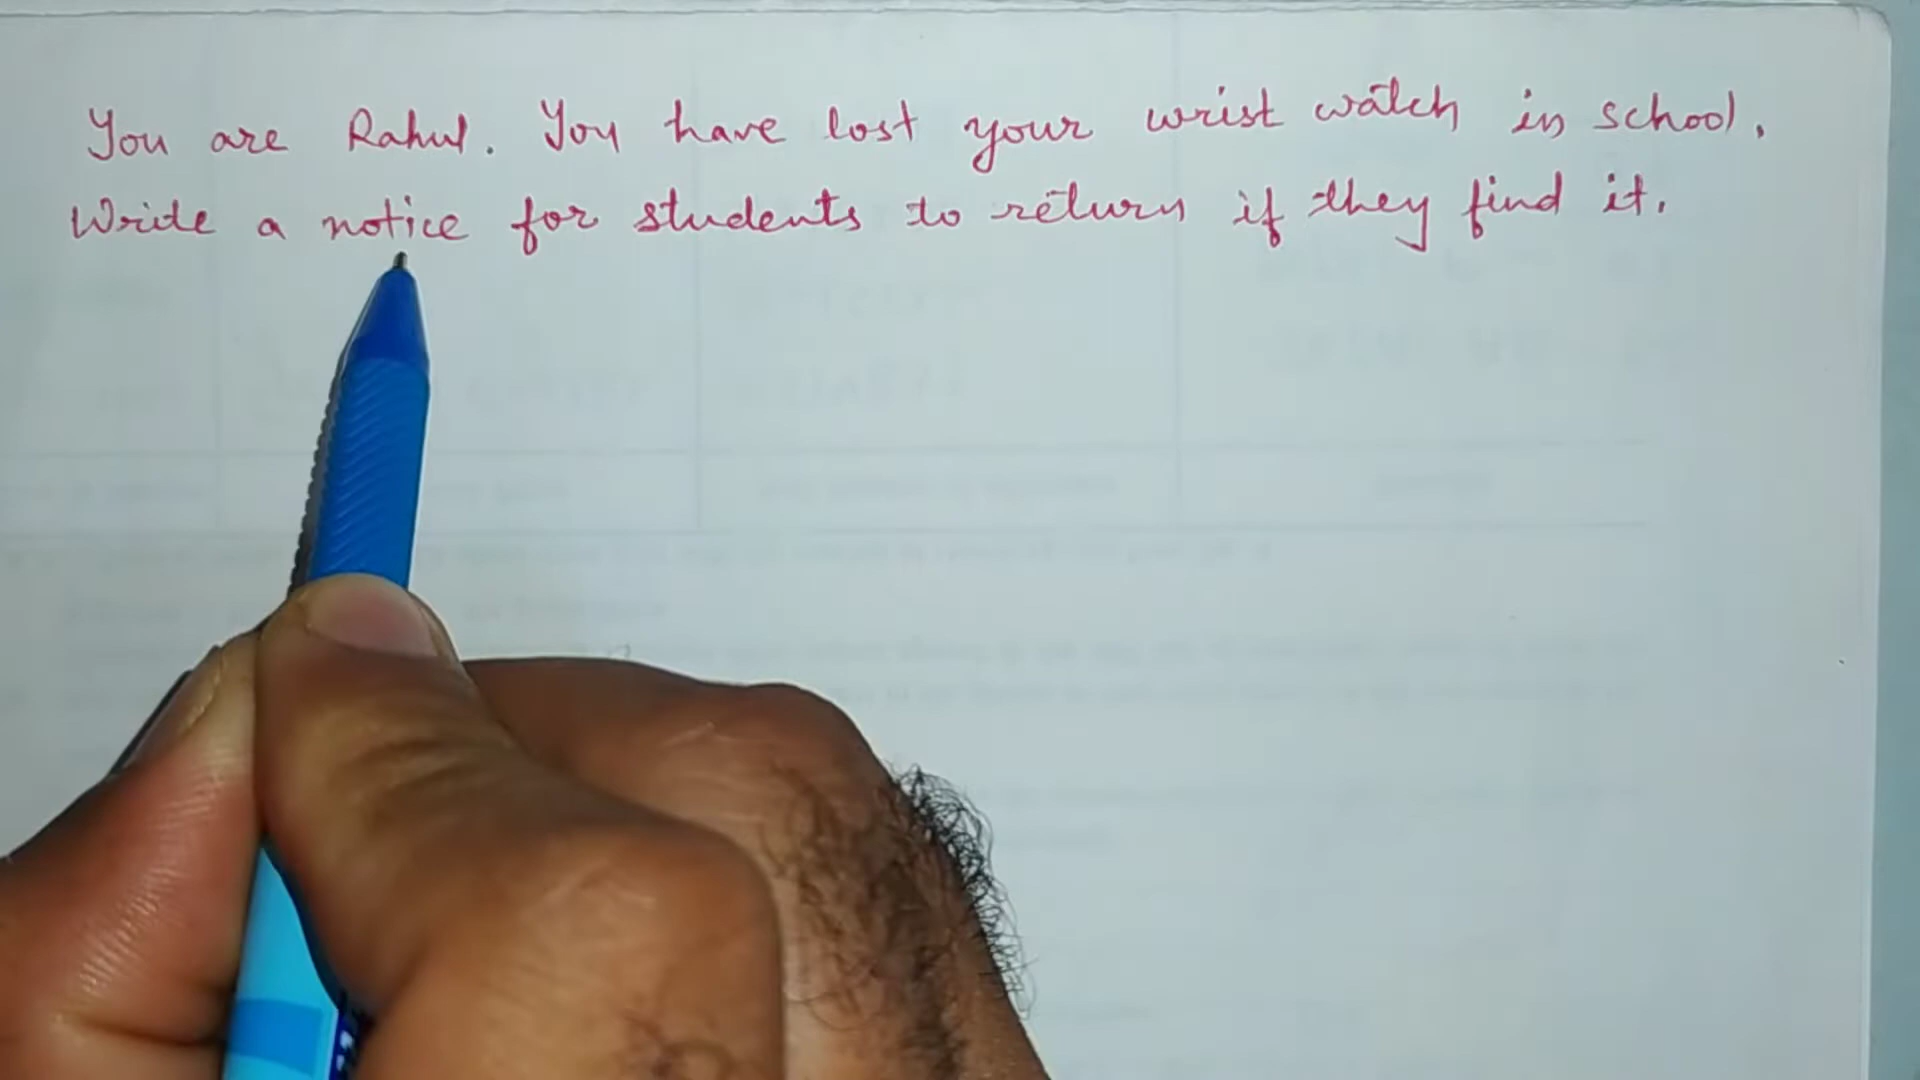 You are Rahul. You have lost your wrist watch in school.
Write a notice for students to return if they find it.